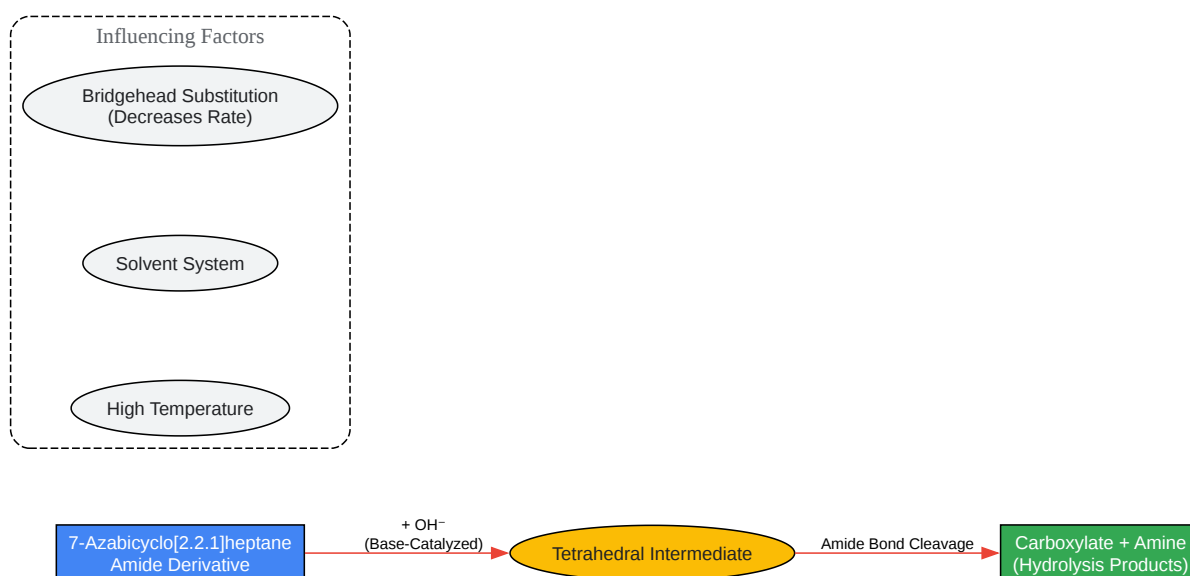 Influencing Factors
Bridgehead Substitution
(Decreases Rate)
Solvent System
High Temperature
7-Azabicyclo[2.2.1]heptane
Amide Derivative
+ OH⁻
(Base-Catalyzed)
Tetrahedral Intermediate
Amide Bond Cleavage
Carboxylate + Amine
(Hydrolysis Products)